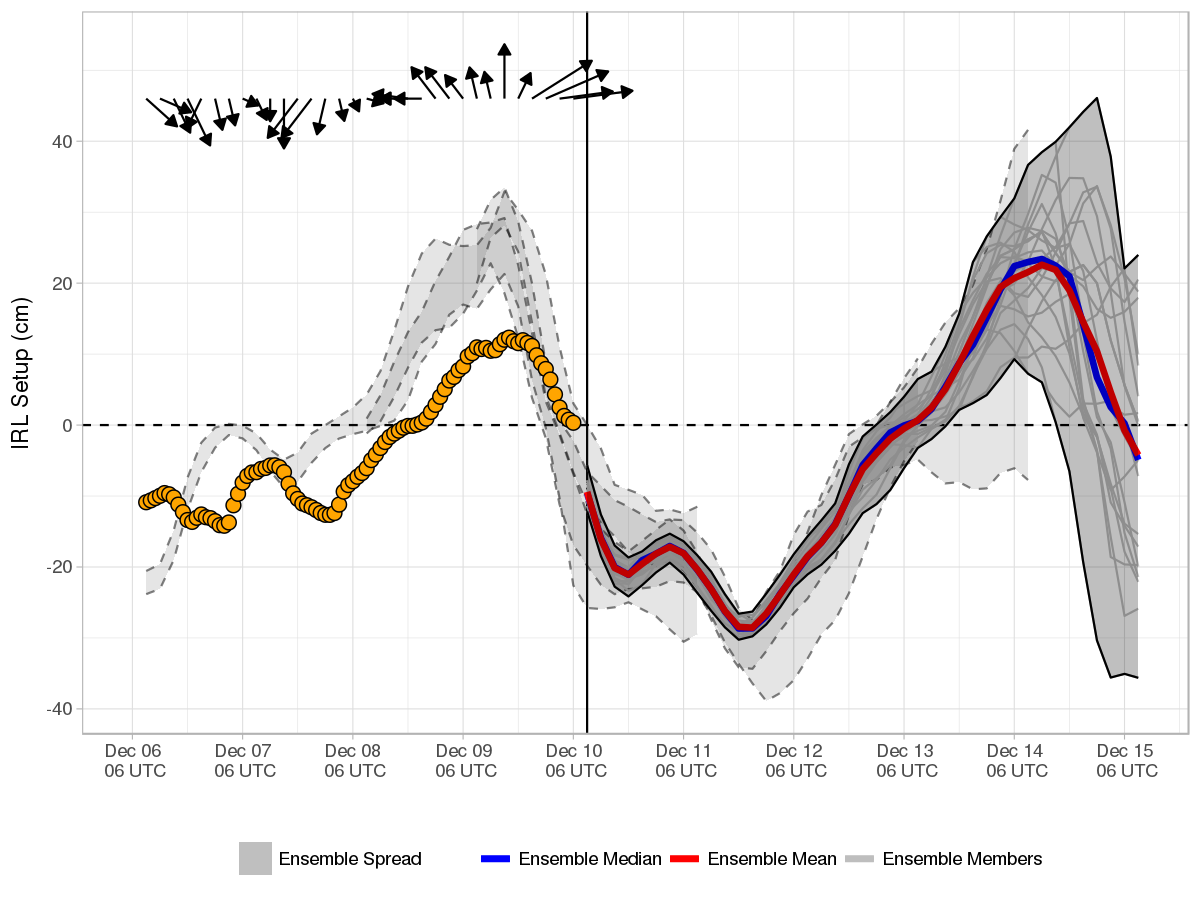 IRL Setup (cm)
40
20
0
-20
-40
Dec 06 Dec 07 Dec 08 Dec 09 Dec 10 Dec 11 Dec 12 Dec 13 Dec 14 Dec 15
06 UTC 06 UTC 06 UTC 06 UTC 06 UTC 06 UTC 06 UTC 06 UTC 06 UTC 06 UTC
Ensemble Spread Ensemble Median Ensemble Mean Ensemble Members